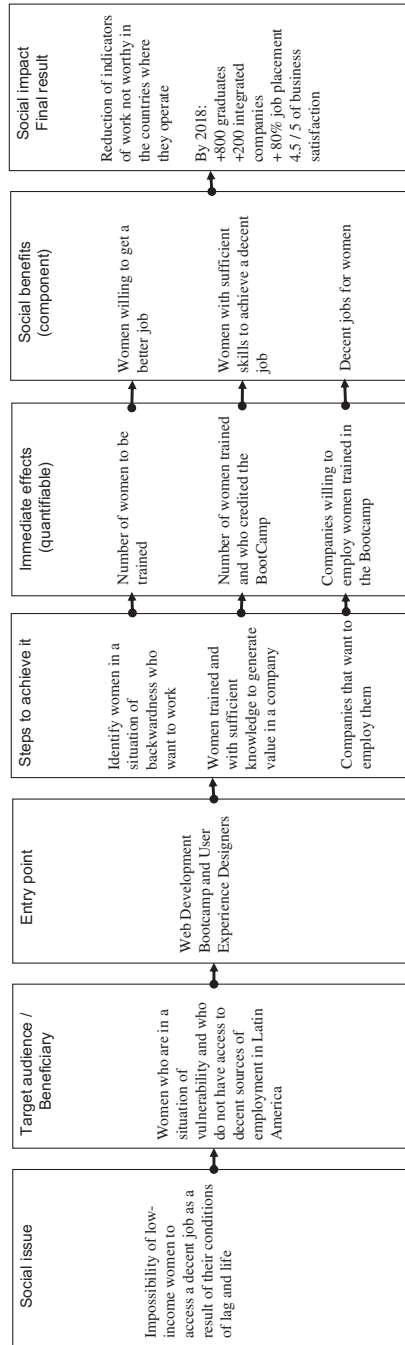 Social issue
Impossibility of low-
income women to
access a decent job as a
result of their conditions
of lag and life
Target audience /
Beneficiary
Women who are in a
situation of
vulnerability and who
do not have access to
decent sources of
employment in Latin
America
Entry point
Web Development
Bootcamp and User
Experience Designers
Steps to achieve it
Identify women in a
situation of
backwardness who
want to work
Women trained and
with sufficient
knowledge to generate
value in a company
Companies that want to
employ them
Immediate effects
(quantifiable)
Number of women to be
trained
Number of women trained
and who credited the
BootCamp
Companies willing to
employ women trained in
the Bootcamp
Social benefits
(component)
Women willing to get a
better job
Women with sufficient
skills to achieve a decent
job
Decent jobs for women
Social impact
Final result
Reduction of indicators
of work not worthy in
the countries where
they operate
By 2018:
+800 graduates
+200 integrated
companies
+ 80% job placement
4.5 / 5 of business
satisfaction